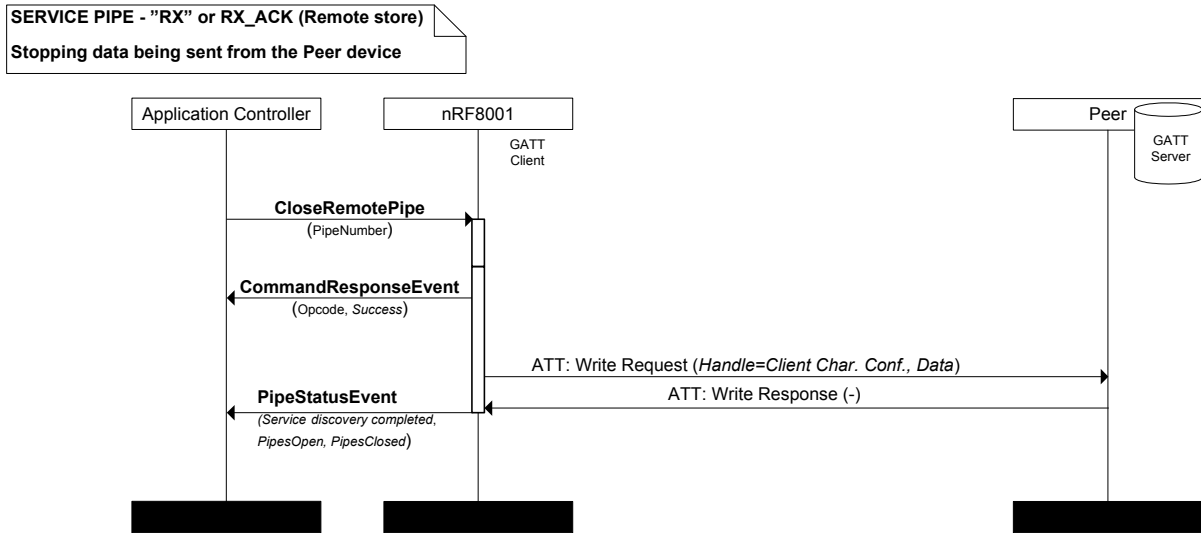 SERVICE PIPE - ”RX” or RX_ACK (Remote store)
Stopping data being sent from the Peer device
Application Controller
nRF8001
Peer
GATT
Client
GATT
Server
CloseRemotePipe
(PipeNumber)
CommandResponseEvent
(Opcode, Success)
ATT: Write Request (Handle=Client Char. Conf., Data)
ATT: Write Response (-)
PipeStatusEvent
(Service discovery completed,
PipesOpen, PipesClosed)